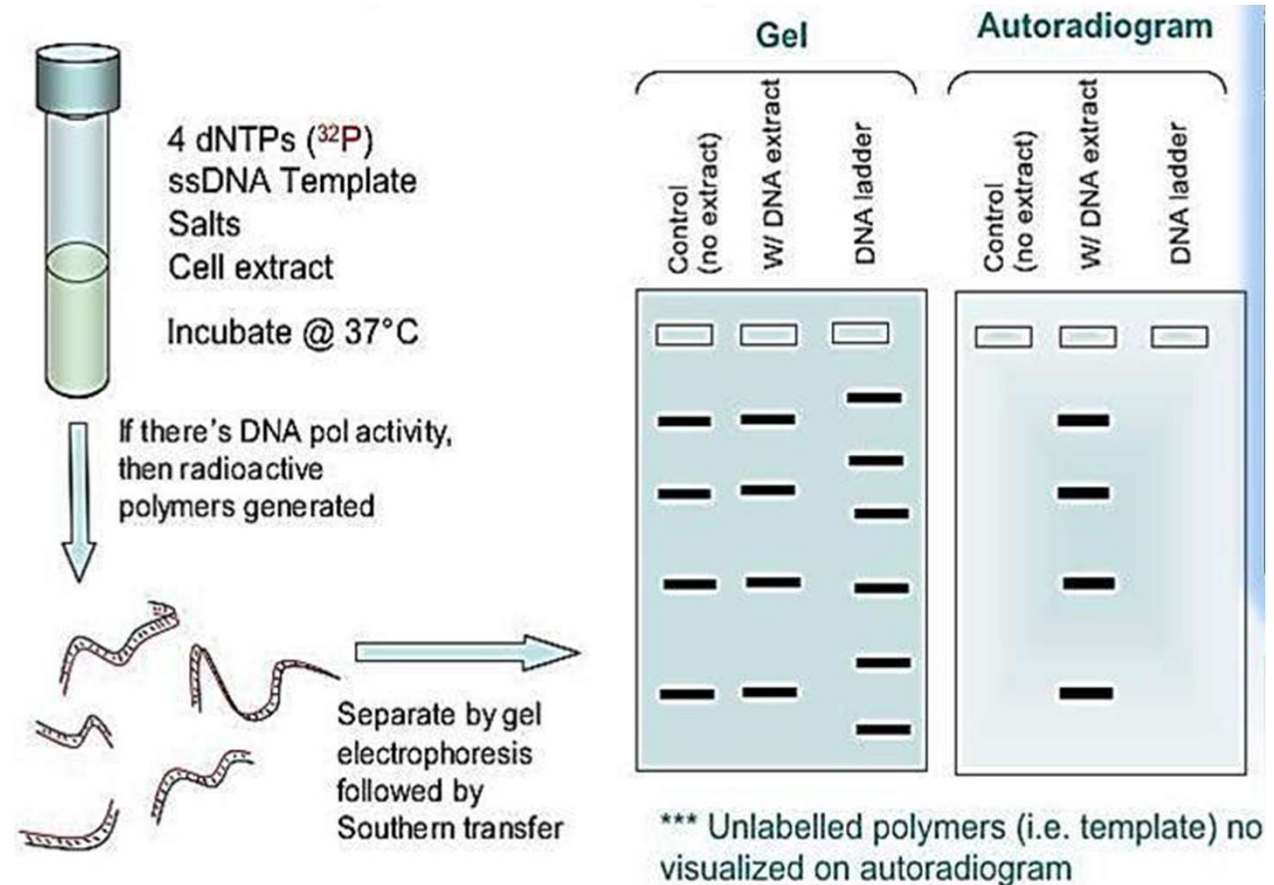 4 dNTPs (³²P)
ssDNA Template
Salts
Cell extract
Incubate @ 37°C
If there's DNA pol activity,
then radioactive
polymers generated
Separate by gel
electrophoresis
followed by
Southern transfer
Gel
Control
(no extract)
W/ DNA extract
DNA ladder
Autoradiogram
Control
(no extract)
W/ DNA extract
DNA ladder
*** Unlabelled polymers (i.e. template) no
visualized on autoradiogram